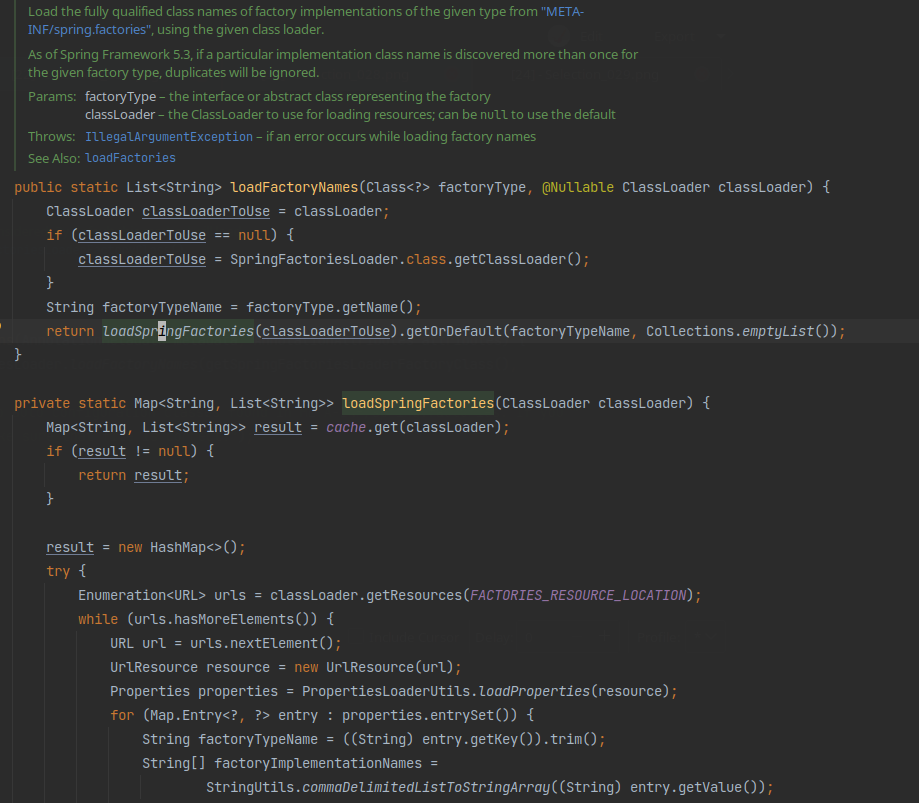 Load the fully qualified class names of factory implementations of the given type from "META-
INF/spring.factories", using the given class loader.
As of Spring Framework 5.3, if a particular implementation class name is discovered more than once for
the given factory type, duplicates will be ignored.
Params: factoryType – the interface or abstract class representing the factory
classLoader – the ClassLoader to use for loading resources; can be null to use the default
Throws: IllegalArgumentException – if an error occurs while loading factory names
See Also: loadFactories
public static List<String> loadFactoryNames(Class<?> factoryType, @Nullable ClassLoader classLoader) {
    ClassLoader classLoaderToUse = classLoader;
    if (classLoaderToUse == null) {
        classLoaderToUse = SpringFactoriesLoader.class.getClassLoader();
    }
    String factoryTypeName = factoryType.getName();
    return loadSpringFactories(classLoaderToUse).getOrDefault(factoryTypeName, Collections.emptyList());
}
private static Map<String, List<String>> loadSpringFactories(ClassLoader classLoader) {
    Map<String, List<String>> result = cache.get(classLoader);
    if (result != null) {
        return result;
    }
    result = new HashMap<>();
    try {
        Enumeration<URL> urls = classLoader.getResources(FACTORIES_RESOURCE_LOCATION);
        while (urls.hasMoreElements()) {
            URL url = urls.nextElement();
            UrlResource resource = new UrlResource(url);
            Properties properties = PropertiesLoaderUtils.loadProperties(resource);
            for (Map.Entry<?, ?> entry : properties.entrySet()) {
                String factoryTypeName = ((String) entry.getKey()).trim();
                String[] factoryImplementationNames =
                        StringUtils.commaDelimitedListToStringArray((String) entry.getValue());